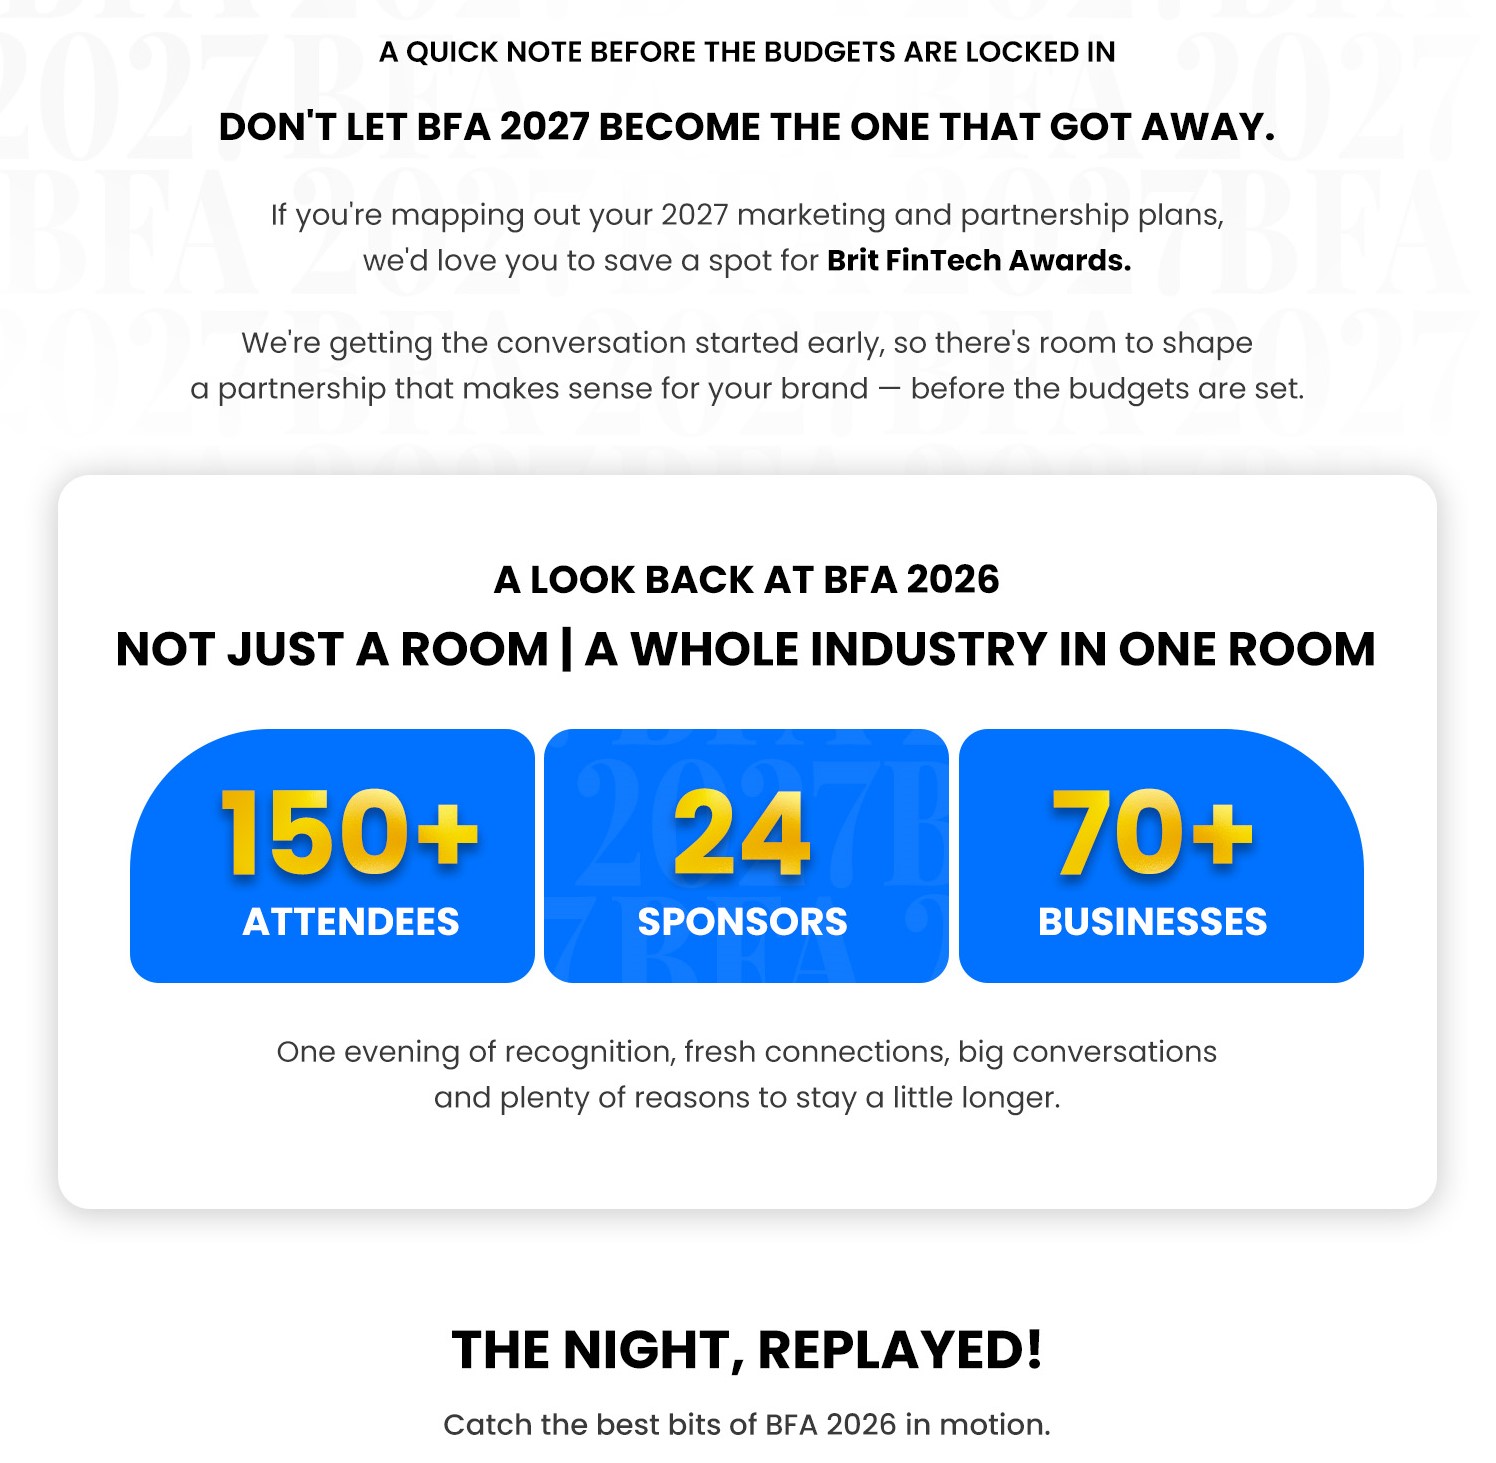 A QUICK NOTE BEFORE THE BUDGETS ARE LOCKED IN
DON'T LET BFA 2027 BECOME THE ONE THAT GOT AWAY.
If you're mapping out your 2027 marketing and partnership plans,
we'd love you to save a spot for Brit FinTech Awards.
We're getting the conversation started early, so there's room to shape
a partnership that makes sense for your brand — before the budgets are set.
A LOOK BACK AT BFA 2026
NOT JUST A ROOM | A WHOLE INDUSTRY IN ONE ROOM
150+
ATTENDEES
24
SPONSORS
70+
BUSINESSES
One evening of recognition, fresh connections, big conversations
and plenty of reasons to stay a little longer.
THE NIGHT, REPLAYED!
Catch the best bits of BFA 2026 in motion.